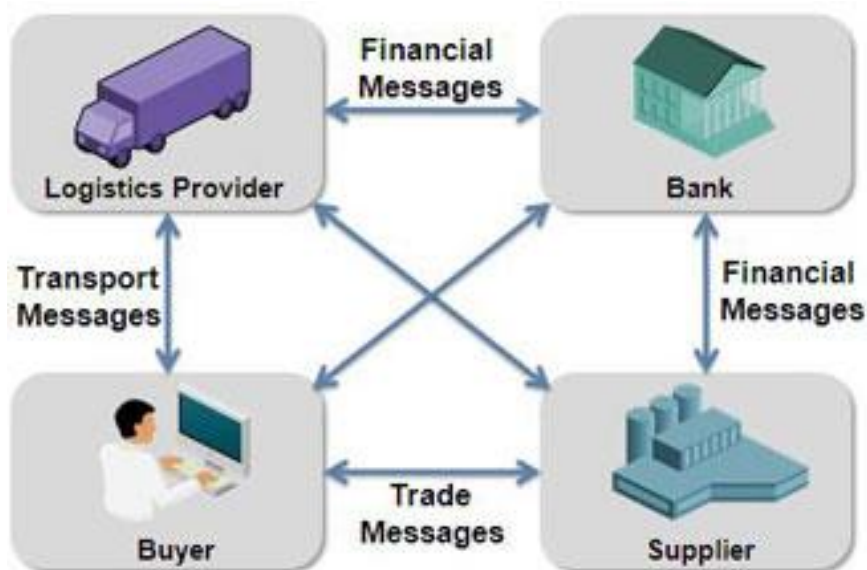 Financial
Messages
Logistics Provider
Bank
Transport
Messages
Financial
Messages
Buyer
Trade
Messages
Supplier